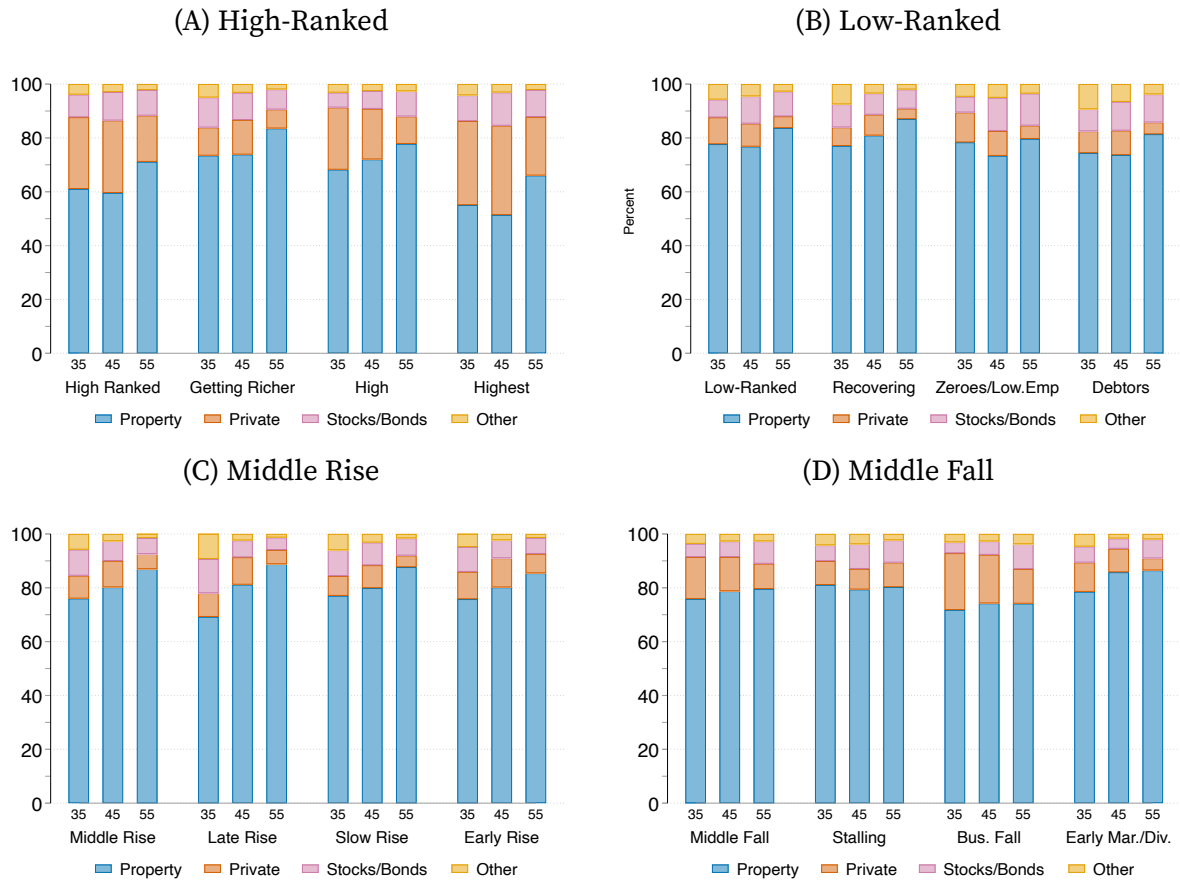 (A) High-Ranked
100
80
60
40
20
0
35 45 55 35 45 55 35 45 55 35 45 55
High Ranked Getting Richer High Highest
Property Private Stocks/Bonds Other
(B) Low-Ranked
Percent
100
80
60
40
20
0
35 45 55 35 45 55 35 45 55 35 45 55
Low-Ranked Recovering Zeroes/Low.Emp Debtors
Property Private Stocks/Bonds Other
(C) Middle Rise
100
80
60
40
20
0
35 45 55 35 45 55 35 45 55 35 45 55
Middle Rise Late Rise Slow Rise Early Rise
Property Private Stocks/Bonds Other
(D) Middle Fall
100
80
60
40
20
0
35 45 55 35 45 55 35 45 55 35 45 55
Middle Fall Stalling Bus. Fall Early Mar./Div.
Property Private Stocks/Bonds Other